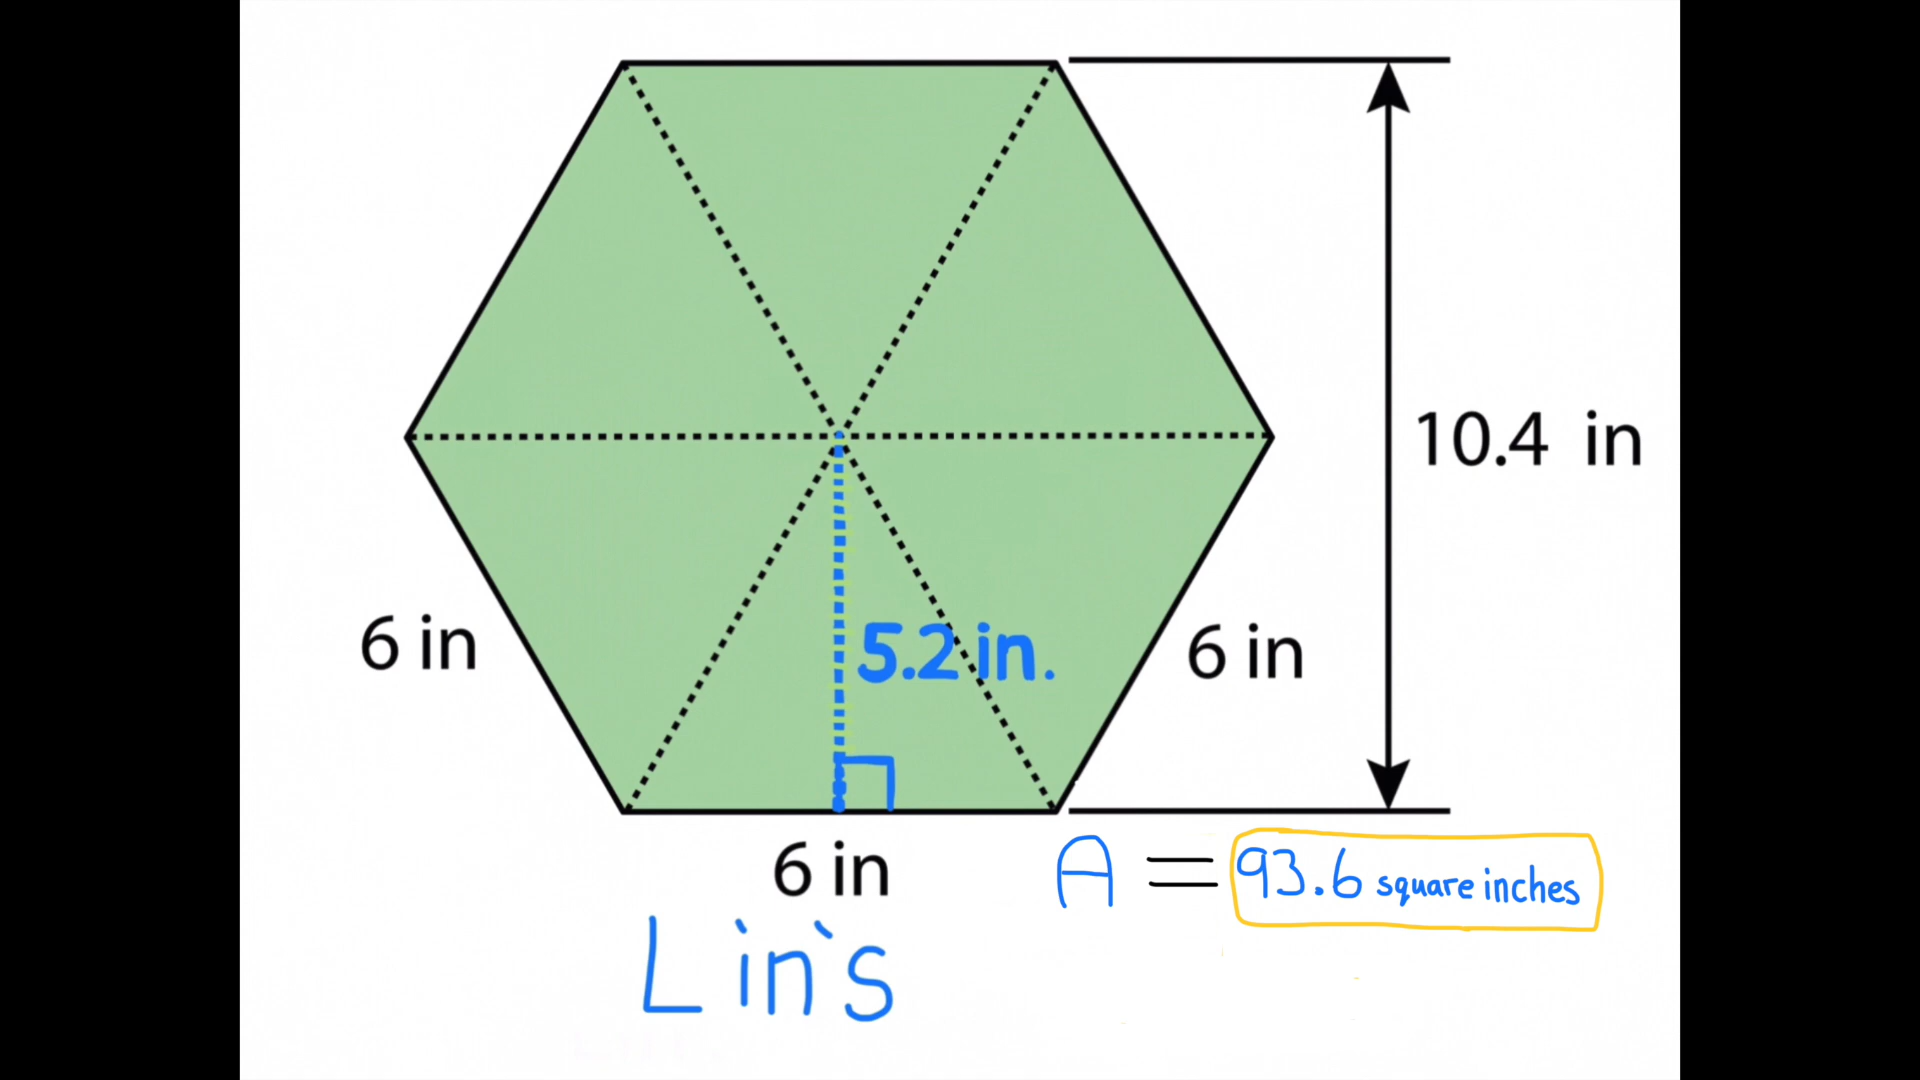 10.4 in
5.2 in.
6 in
6 in
6 in
A = 93.6 square inches
Lin's